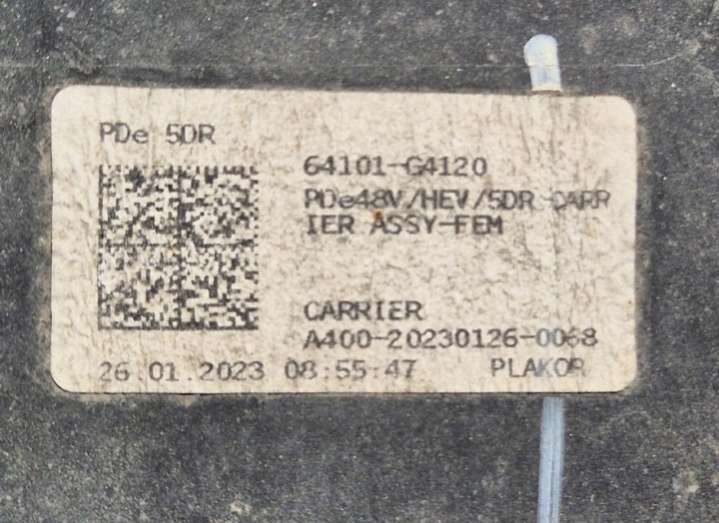 PDe 5DR
64101-G4120
PDe48V/HEV/5DR CARR
IER ASSY-FEM
CARRIER
A400-20230126-0068
26.01.2023 08:55:47 PLAKOR